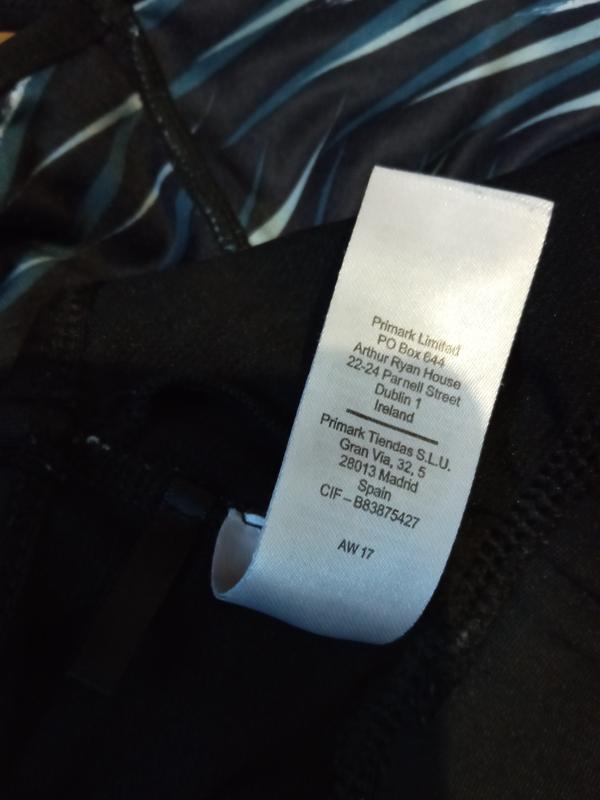 Primark Limited
PO Box 644
Arthur Ryan House
22-24 Parnell Street
Dublin 1
Ireland
Primark Tiendas S.L.U.
Gran Via, 32, 5
28013 Madrid
Spain
CIF – B83875427
AW 17